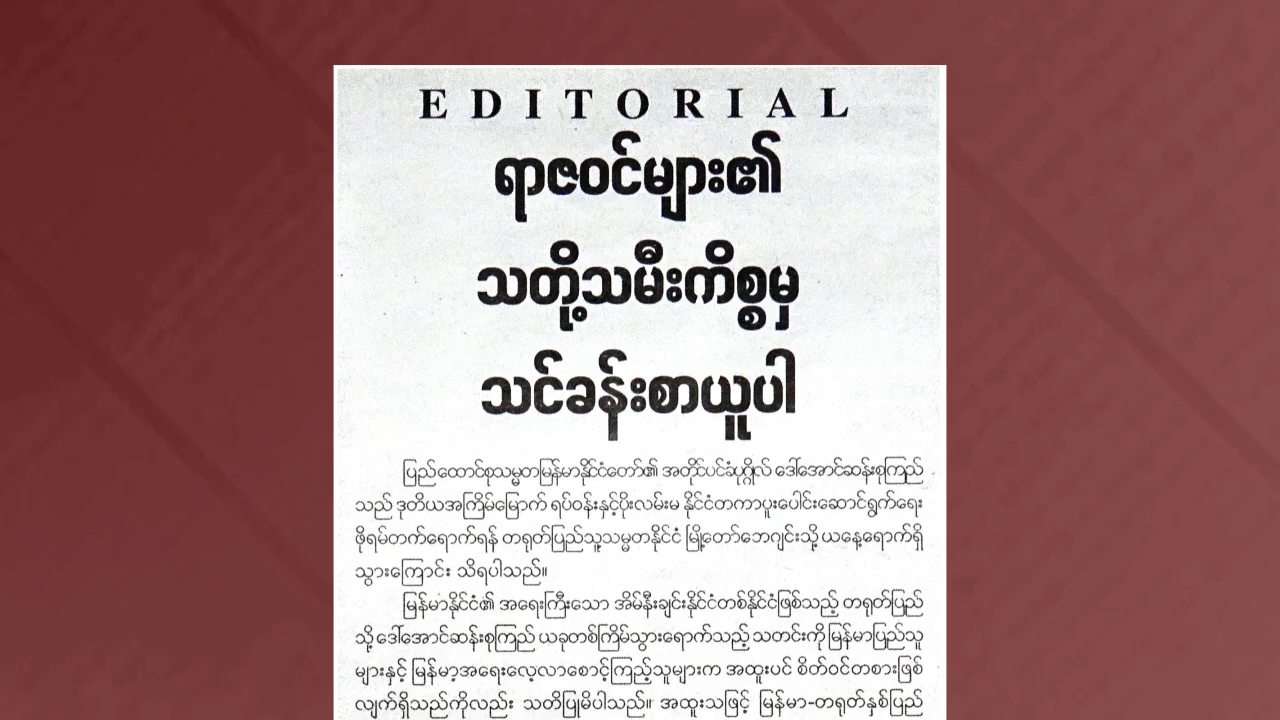 EDITORIAL
ရာဇဝင်များ၏
သတို့သမီးကိစ္စမှ
သင်ခန်းစာယူပါ
ပြည်ထောင်စုသမ္မတမြန်မာနိုင်ငံတော်၏ အတိုင်ပင်ခံပုဂ္ဂိုလ် ဒေါ်အောင်ဆန်းစုကြည်
သည် ဒုတိယအကြိမ်မြောက် ရပ်ဝန်းနှင့်ပိုးလမ်းမ နိုင်ငံတကာပူးပေါင်းဆောင်ရွက်ရေး
ဖိုရမ်တက်ရောက်ရန် တရုတ်ပြည်သူ့သမ္မတနိုင်ငံ မြို့တော်ဘေဂျင်းသို့ ယနေ့ရောက်ရှိ
သွားကြောင်း သိရပါသည်။
မြန်မာနိုင်ငံ၏ အရေးကြီးသော အိမ်နီးချင်းနိုင်ငံတစ်နိုင်ငံဖြစ်သည့် တရုတ်ပြည်
သို့ ဒေါ်အောင်ဆန်းစုကြည် ယခုတစ်ကြိမ်သွားရောက်သည့် သတင်းကို မြန်မာပြည်သူ
များနှင့် မြန်မာ့အရေးလေ့လာစောင့်ကြည့်သူများက အထူးပင် စိတ်ဝင်တစားဖြစ်
လျက်ရှိသည်ကိုလည်း သတိပြုမိပါသည်။ အထူးသဖြင့် မြန်မာ-တရုတ်နှစ်ပြည်